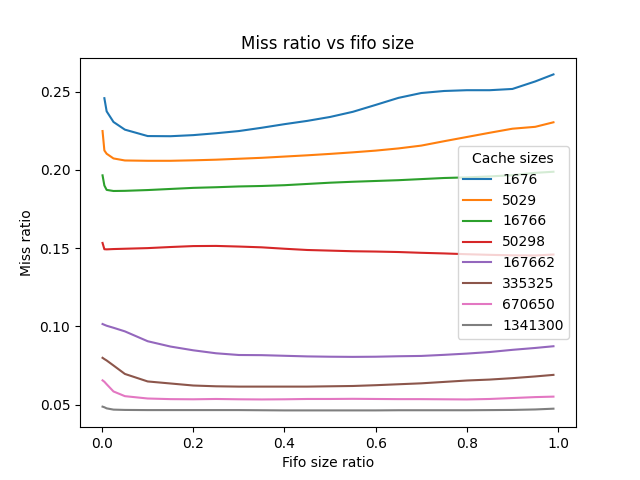 Miss ratio vs fifo size
Miss ratio
0.25
0.20
0.15
0.10
0.05
Cache sizes
1676
5029
16766
50298
167662
335325
670650
1341300
0.0 0.2 0.4 0.6 0.8 1.0
Fifo size ratio